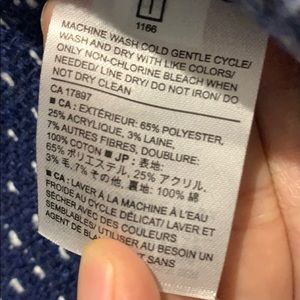 1166
MACHINE WASH COLD GENTLE CYCLE/
WASH AND DRY WITH LIKE COLORS/
ONLY NON-CHLORINE BLEACH WHEN
NEEDED/ LINE DRY/ DO NOT IRON/ DO
NOT DRY CLEAN
CA 17897
■ CA : EXTÉRIEUR: 65% POLYESTER,
25% ACRYLIQUE, 3% LAINE,
7% AUTRES FIBRES, DOUBLURE:
100% COTON ■ JP : 表地:
65% ポリエステル, 25% アクリル,
3% 毛, 7% その他, 裏地: 100% 綿
■ CA : LAVER À LA MACHINE À L'EAU
FROIDE AU CYCLE DÉLICAT/ LAVER ET
SÉCHER AVEC DES COULEURS
SEMBLABLES/ UTILISER AU BESOIN UN
AGENT DE SANS